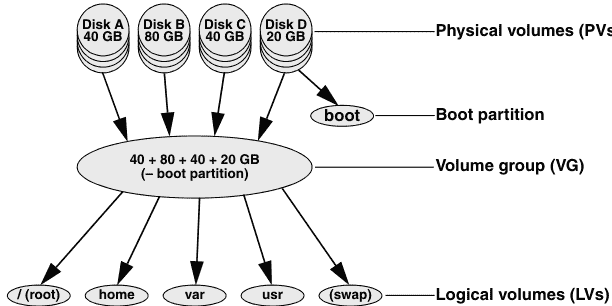 Disk A
40 GB
Disk B
80 GB
Disk C
40 GB
Disk D
20 GB
Physical volumes (PVs
boot
Boot partition
40 + 80 + 40 + 20 GB
(– boot partition)
Volume group (VG)
/ (root)
home
var
usr
(swap)
Logical volumes (LVs)